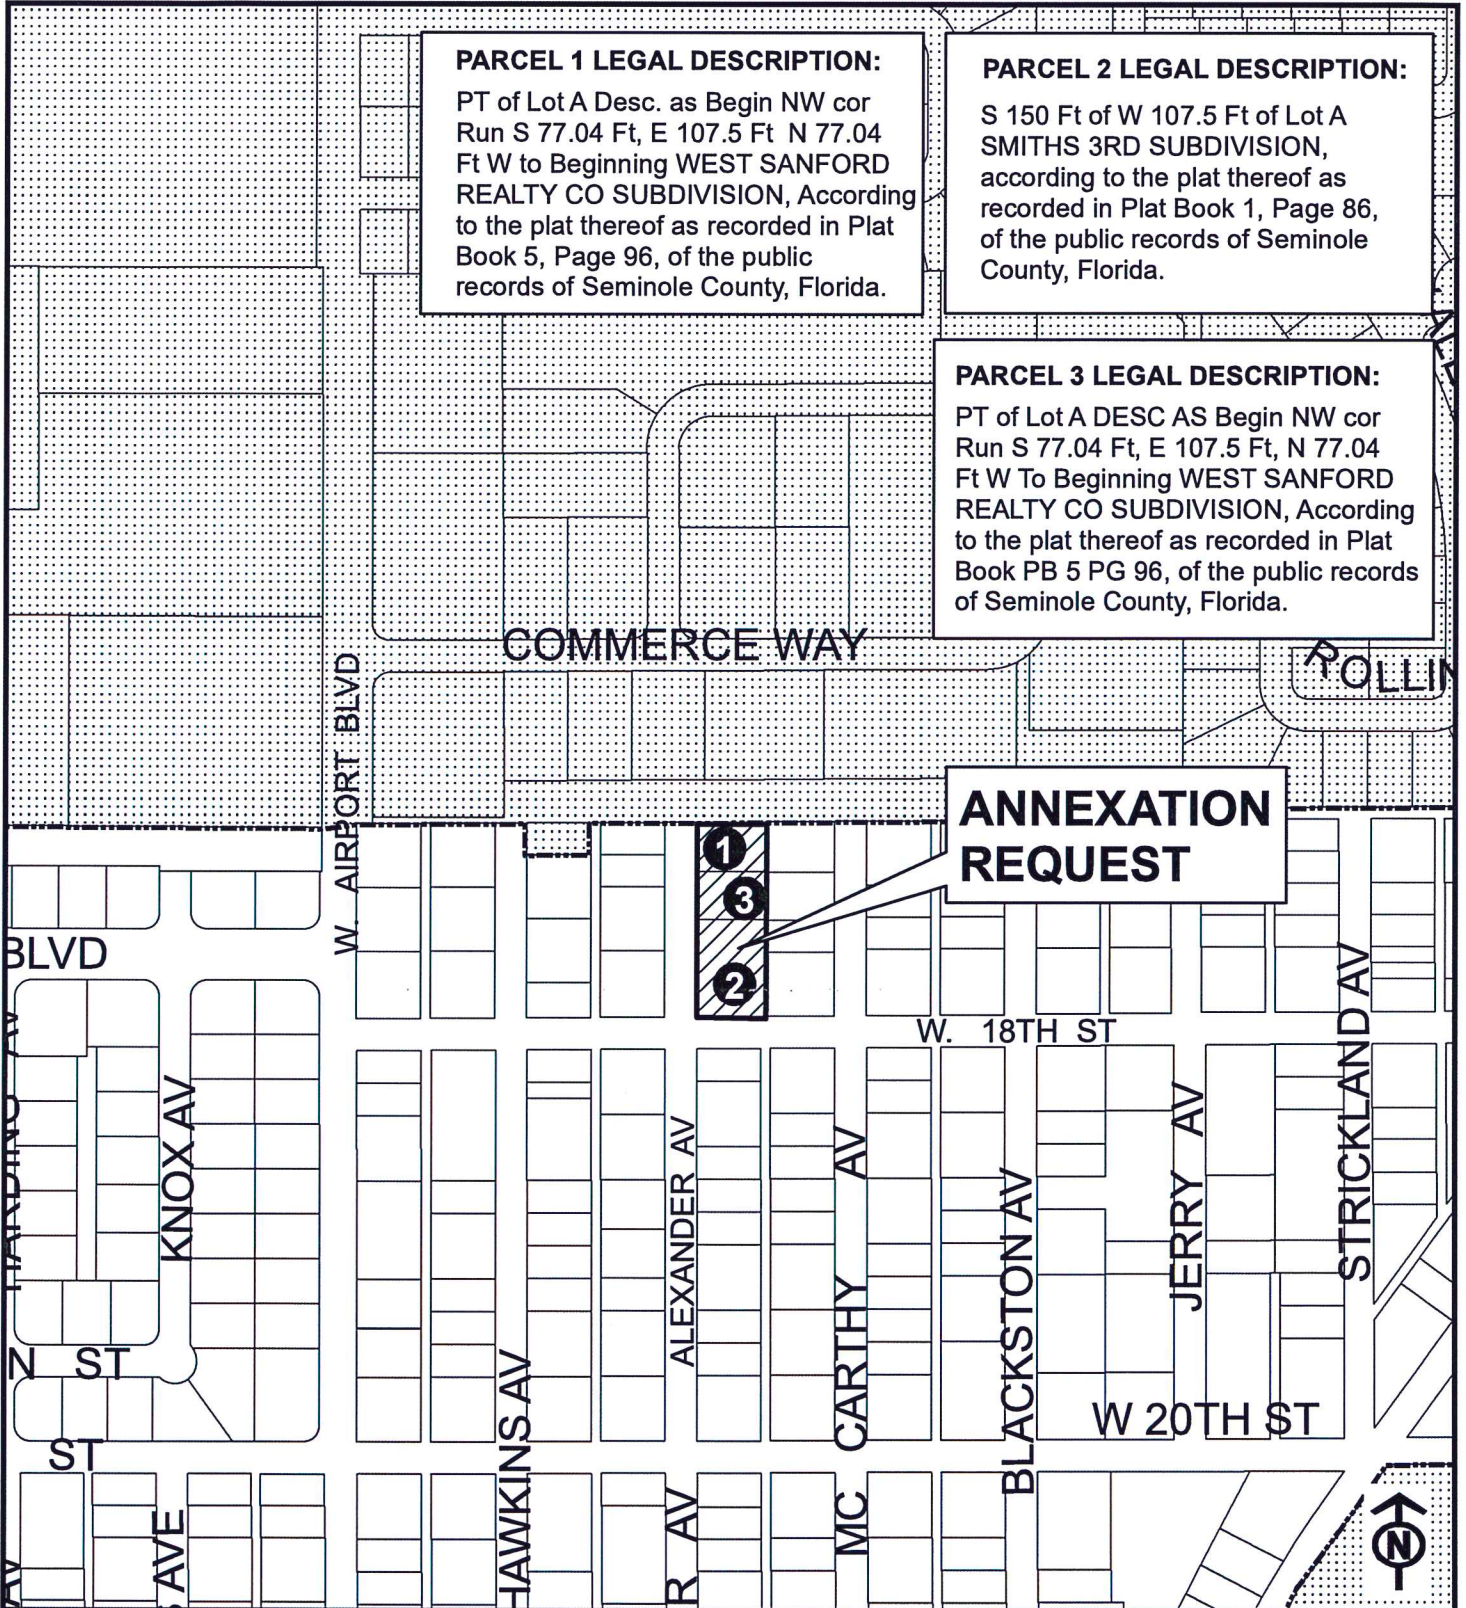 PARCEL 1 LEGAL DESCRIPTION:
PT of Lot A Desc. as Begin NW cor
Run S 77.04 Ft, E 107.5 Ft N 77.04
Ft W to Beginning WEST SANFORD
REALTY CO SUBDIVISION, According
to the plat thereof as recorded in Plat
Book 5, Page 96, of the public
records of Seminole County, Florida.
PARCEL 2 LEGAL DESCRIPTION:
S 150 Ft of W 107.5 Ft of Lot A
SMITHS 3RD SUBDIVISION,
according to the plat thereof as
recorded in Plat Book 1, Page 86,
of the public records of Seminole
County, Florida.
PARCEL 3 LEGAL DESCRIPTION:
PT of Lot A DESC AS Begin NW cor
Run S 77.04 Ft, E 107.5 Ft, N 77.04
Ft W To Beginning WEST SANFORD
REALTY CO SUBDIVISION, According
to the plat thereof as recorded in Plat
Book PB 5 PG 96, of the public records
of Seminole County, Florida.
COMMERCE WAY
ROLLIN
W. AIRPORT BLVD
ANNEXATION
REQUEST
1
3
2
BLVD
W. 18TH ST
HARDING AV
KNOX AV
ALEXANDER AV
MC CARTHY AV
BLACKSTON AV
JERRY AV
STRICKLAND AV
HAWKINS AV
N ST
W 20TH ST
ST
AV
AVE
R AV
N